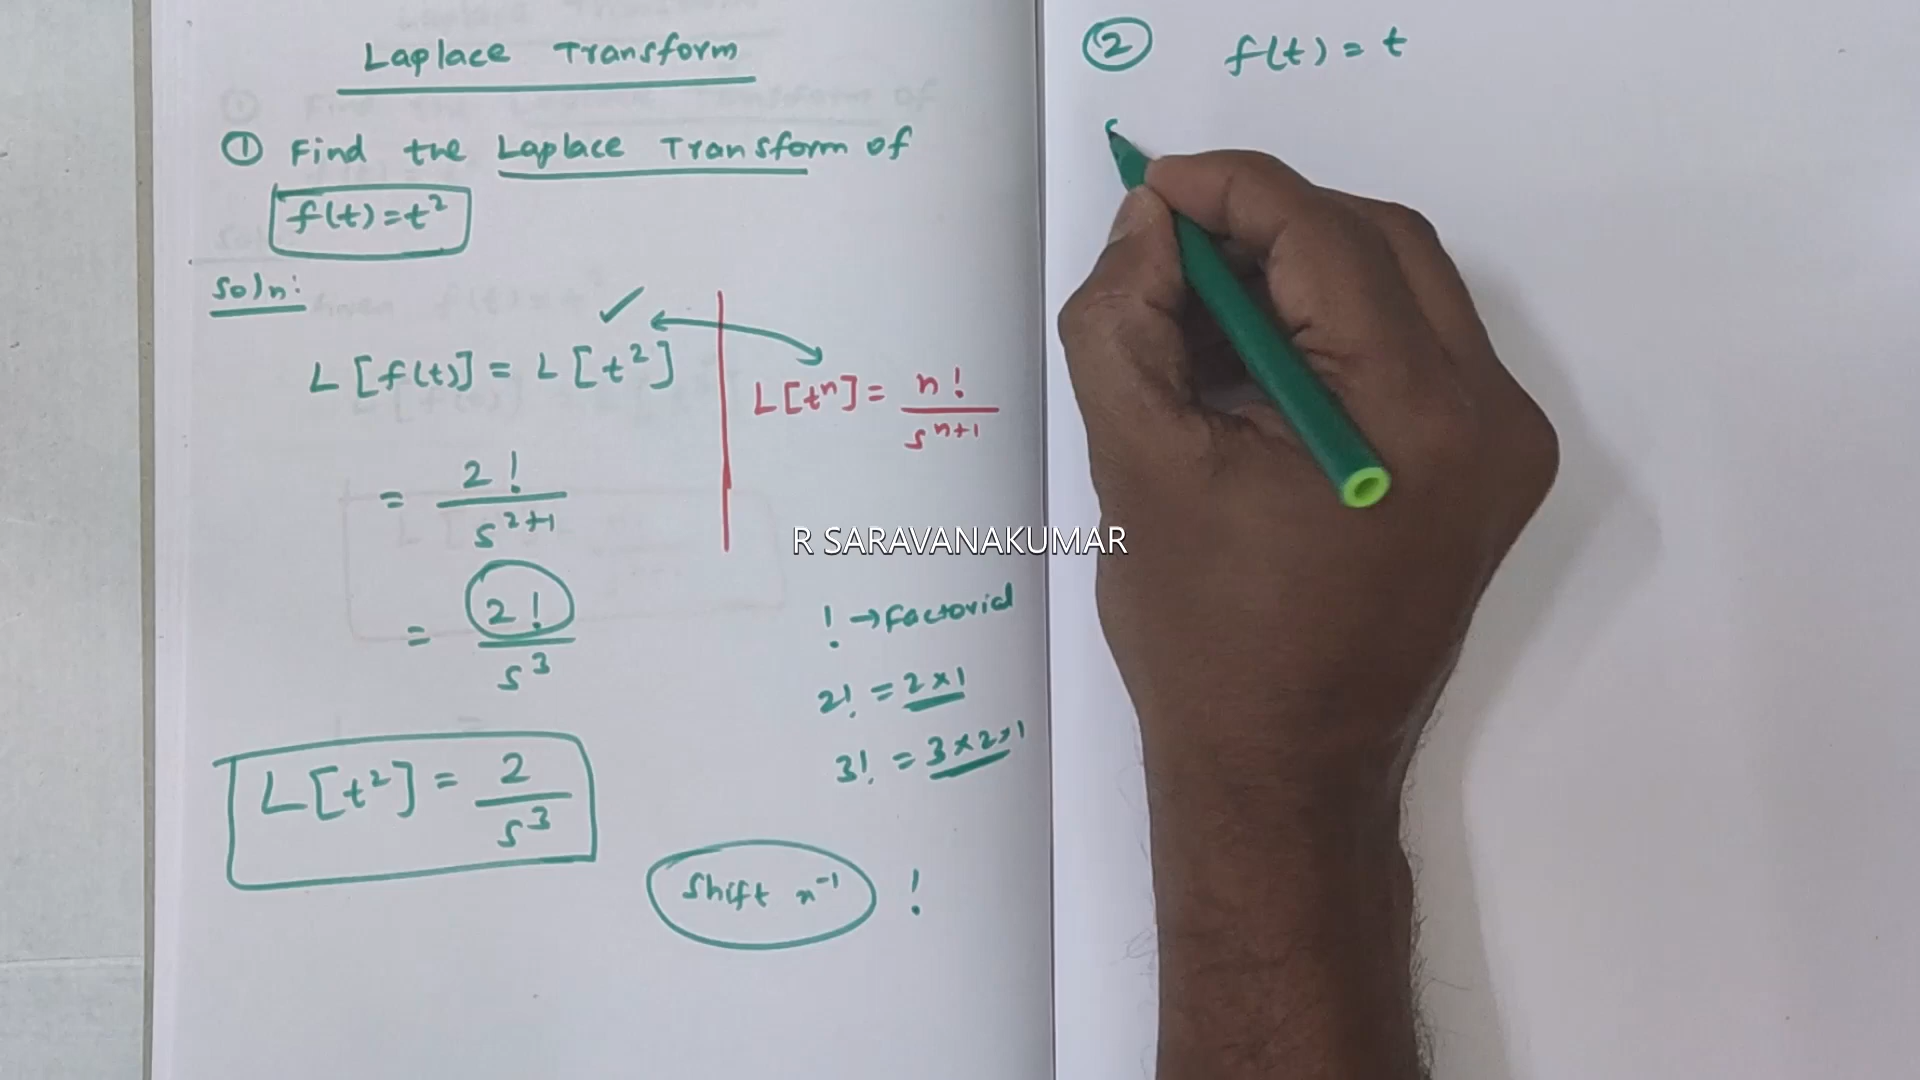 Laplace Transform
① Find the Laplace Transform of
f(t)=t²
Soln:
L[f(t)] = L[t²] ✓
L[tⁿ] = n! / sⁿ⁺¹
= 2! / s²⁺¹
= 2! / s³
! → Factorial
2! = 2×1
3! = 3×2×1
L[t²] = 2 / s³
Shift x⁻¹ !
② f(t) = t
R SARAVANAKUMAR